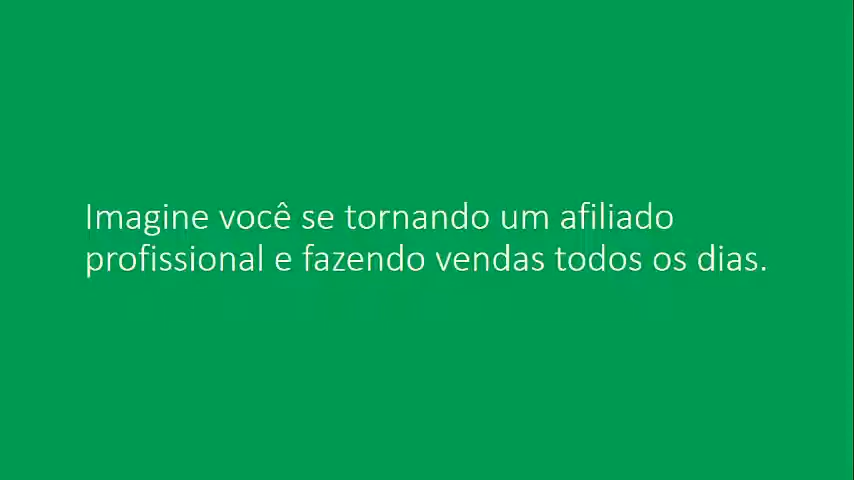 Imagine você se tornando um afiliado
profissional e fazendo vendas todos os dias.